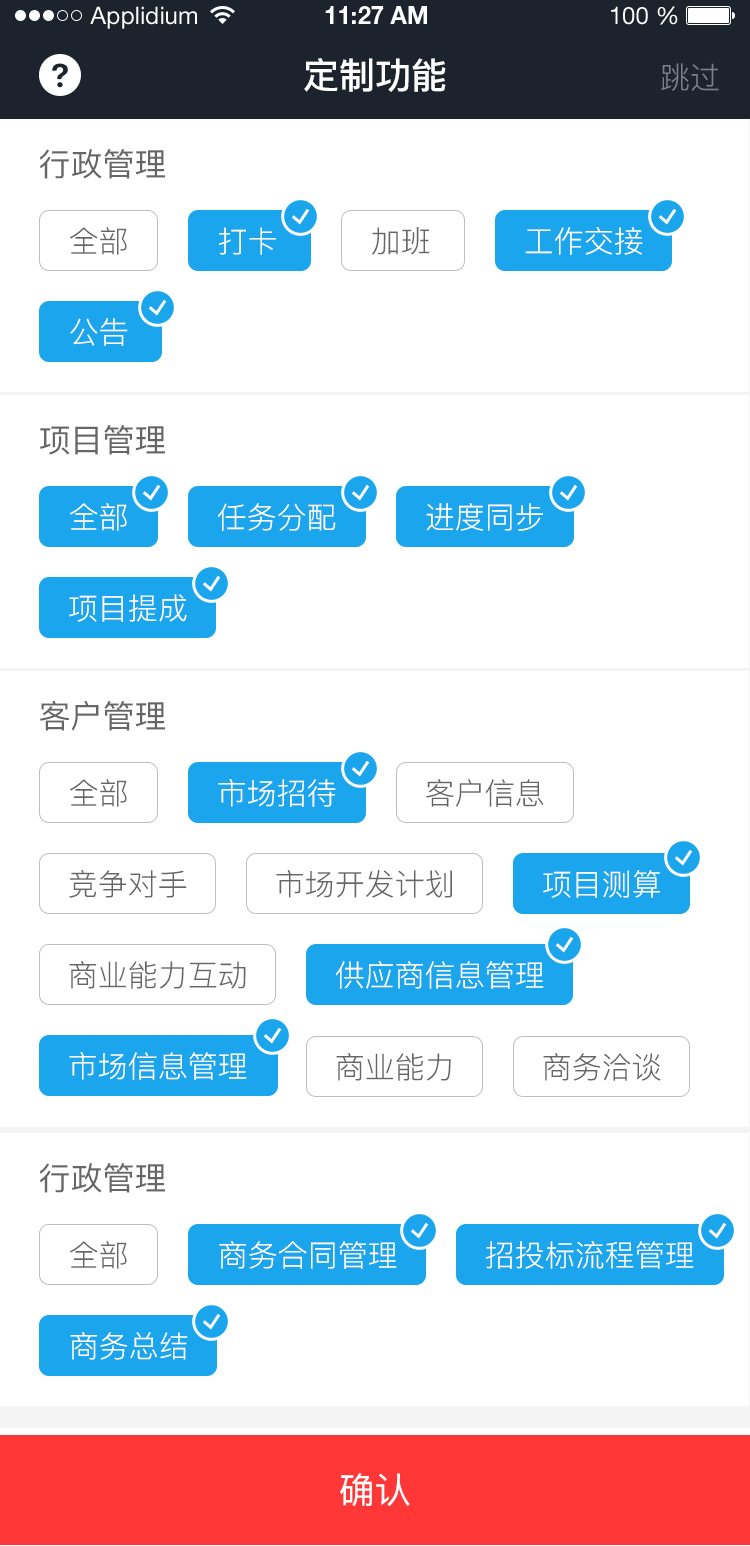 Applidium 11:27 AM 100 %
? 定制功能 跳过
行政管理
全部 打卡 加班 工作交接
公告
项目管理
全部 任务分配 进度同步
项目提成
客户管理
全部 市场招待 客户信息
竞争对手 市场开发计划 项目测算
商业能力互动 供应商信息管理
市场信息管理 商业能力 商务洽谈
行政管理
全部 商务合同管理 招投标流程管理
商务总结
确认